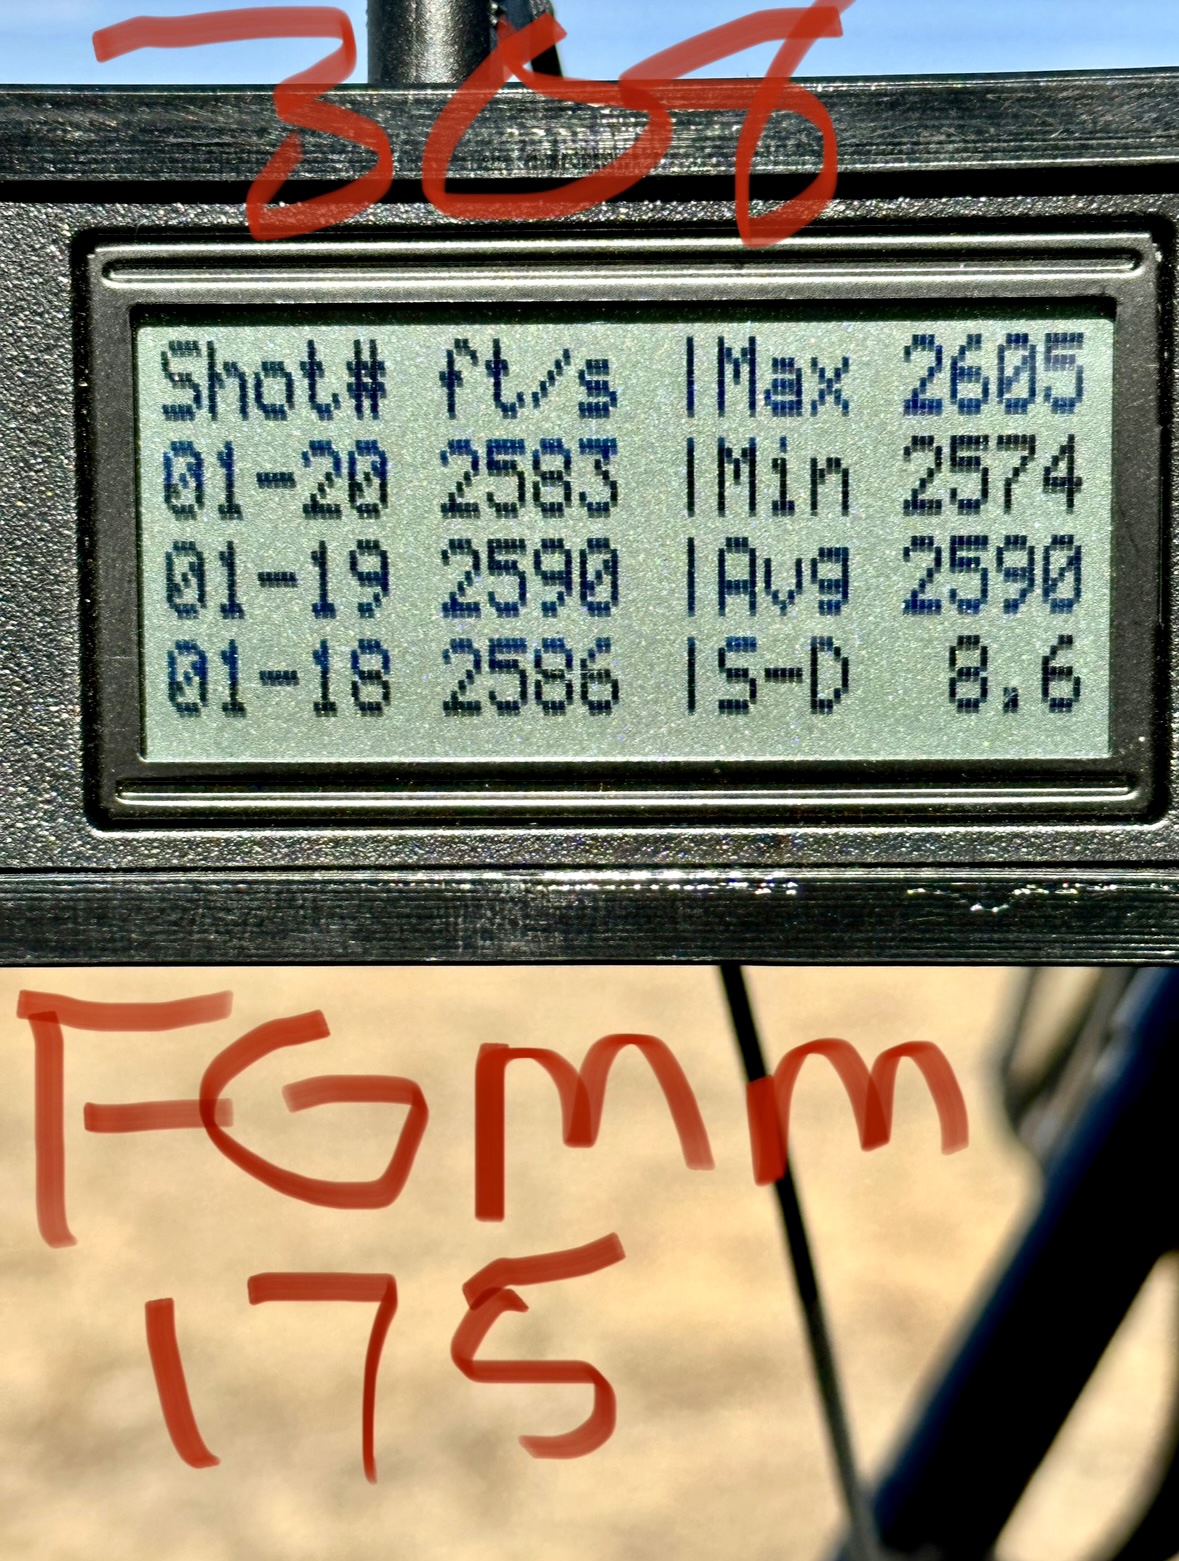 308
Shot# ft/s |Max 2605
01-20 2583 |Min 2574
01-19 2590 |Avg 2590
01-18 2586 |S-D 8.6
FGMM
175